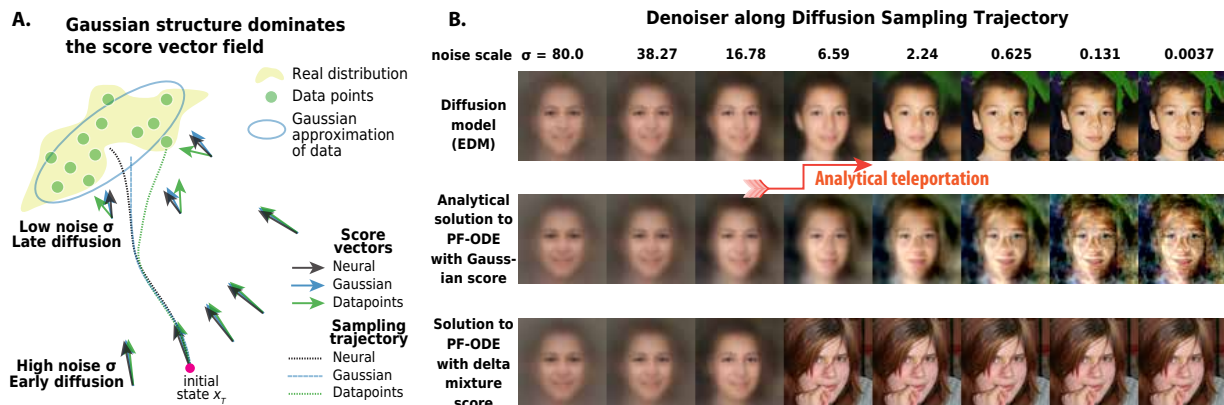 A.
Gaussian structure dominates
the score vector field
Real distribution
Data points
Gaussian
approximation
of data
Low noise σ
Late diffusion
Score
vectors
Neural
Gaussian
Datapoints
Sampling
trajectory
Neural
Gaussian
Datapoints
High noise σ
Early diffusion
initial
state x_T
B.
Denoiser along Diffusion Sampling Trajectory
noise scale σ = 80.0 38.27 16.78 6.59 2.24 0.625 0.131 0.0037
Diffusion
model
(EDM)
Analytical teleportation
Analytical
solution to
PF-ODE
with Gauss-
ian score
Solution to
PF-ODE
with delta
mixture
score